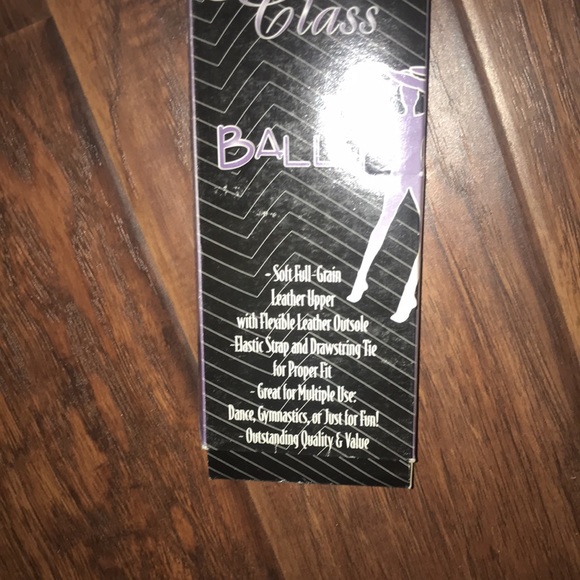 Class
BALL
- Soft Full-Grain
Leather Upper
with Flexible Leather Outsole
-Elastic Strap and Drawstring Tie
for Proper Fit
- Great for Multiple Use:
Dance, Gymnastics, or Just for Fun!
- Outstanding Quality & Value